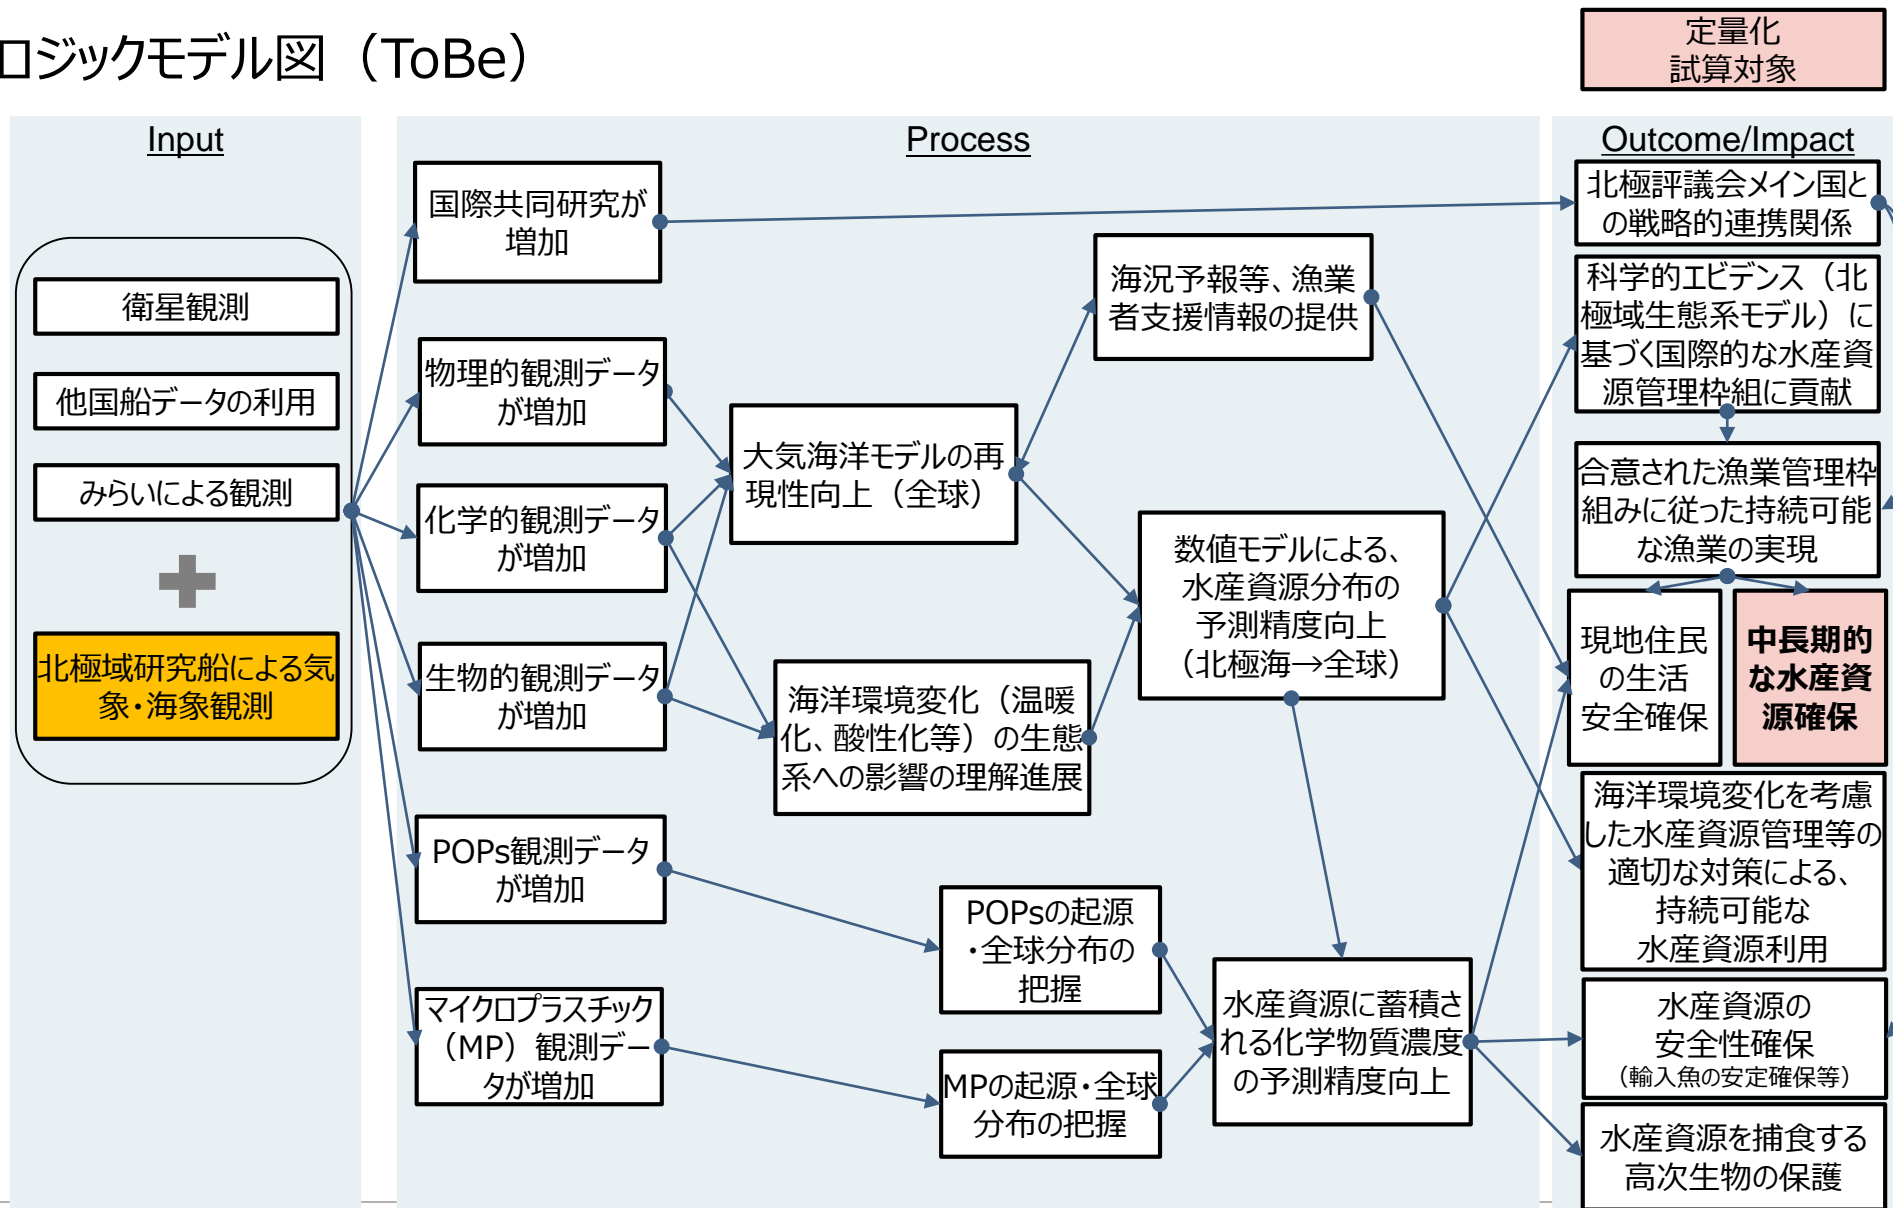 ロジックモデル図（ToBe）
定量化
試算対象
Input
衛星観測
他国船データの利用
みらいによる観測
北極域研究船による気
象・海象観測
Process
国際共同研究が
増加
物理的観測データ
が増加
化学的観測データ
が増加
生物的観測データ
が増加
POPs観測データ
が増加
マイクロプラスチック
（MP）観測デー
タが増加
大気海洋モデルの再
現性向上（全球）
海洋環境変化（温暖
化、酸性化等）の生態
系への影響の理解進展
POPsの起源
・全球分布の
把握
MPの起源・全球
分布の把握
海況予報等、漁業
者支援情報の提供
数値モデルによる、
水産資源分布の
予測精度向上
（北極海→全球）
水産資源に蓄積さ
れる化学物質濃度
の予測精度向上
Outcome/Impact
北極評議会メイン国と
の戦略的連携関係
科学的エビデンス（北
極域生態系モデル）に
基づく国際的な水産資
源管理枠組に貢献
合意された漁業管理枠
組みに従った持続可能
な漁業の実現
現地住民
の生活
安全確保
中長期的
な水産資
源確保
海洋環境変化を考慮
した水産資源管理等の
適切な対策による、
持続可能な
水産資源利用
水産資源の
安全性確保
（輸入魚の安定確保等）
水産資源を捕食する
高次生物の保護